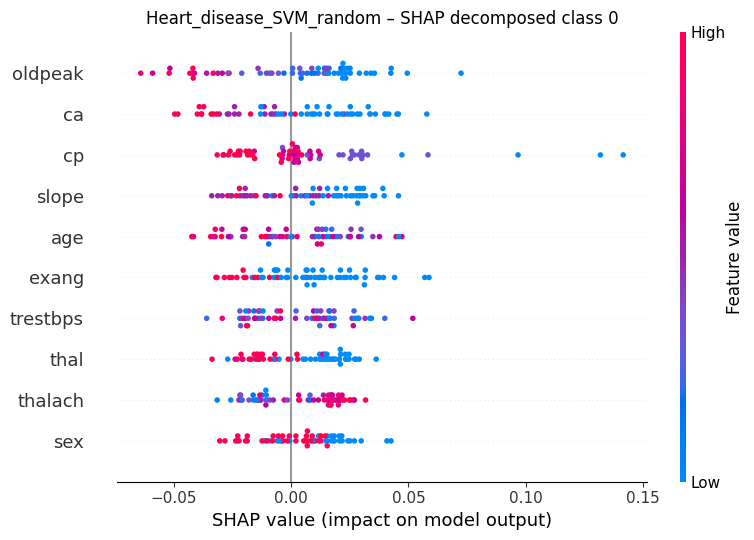 Heart_disease_SVM_random – SHAP decomposed class 0
High
oldpeak
ca
cp
slope
age
exang
trestbps
thal
thalach
sex
Feature value
Low
−0.05 0.00 0.05 0.10 0.15
SHAP value (impact on model output)